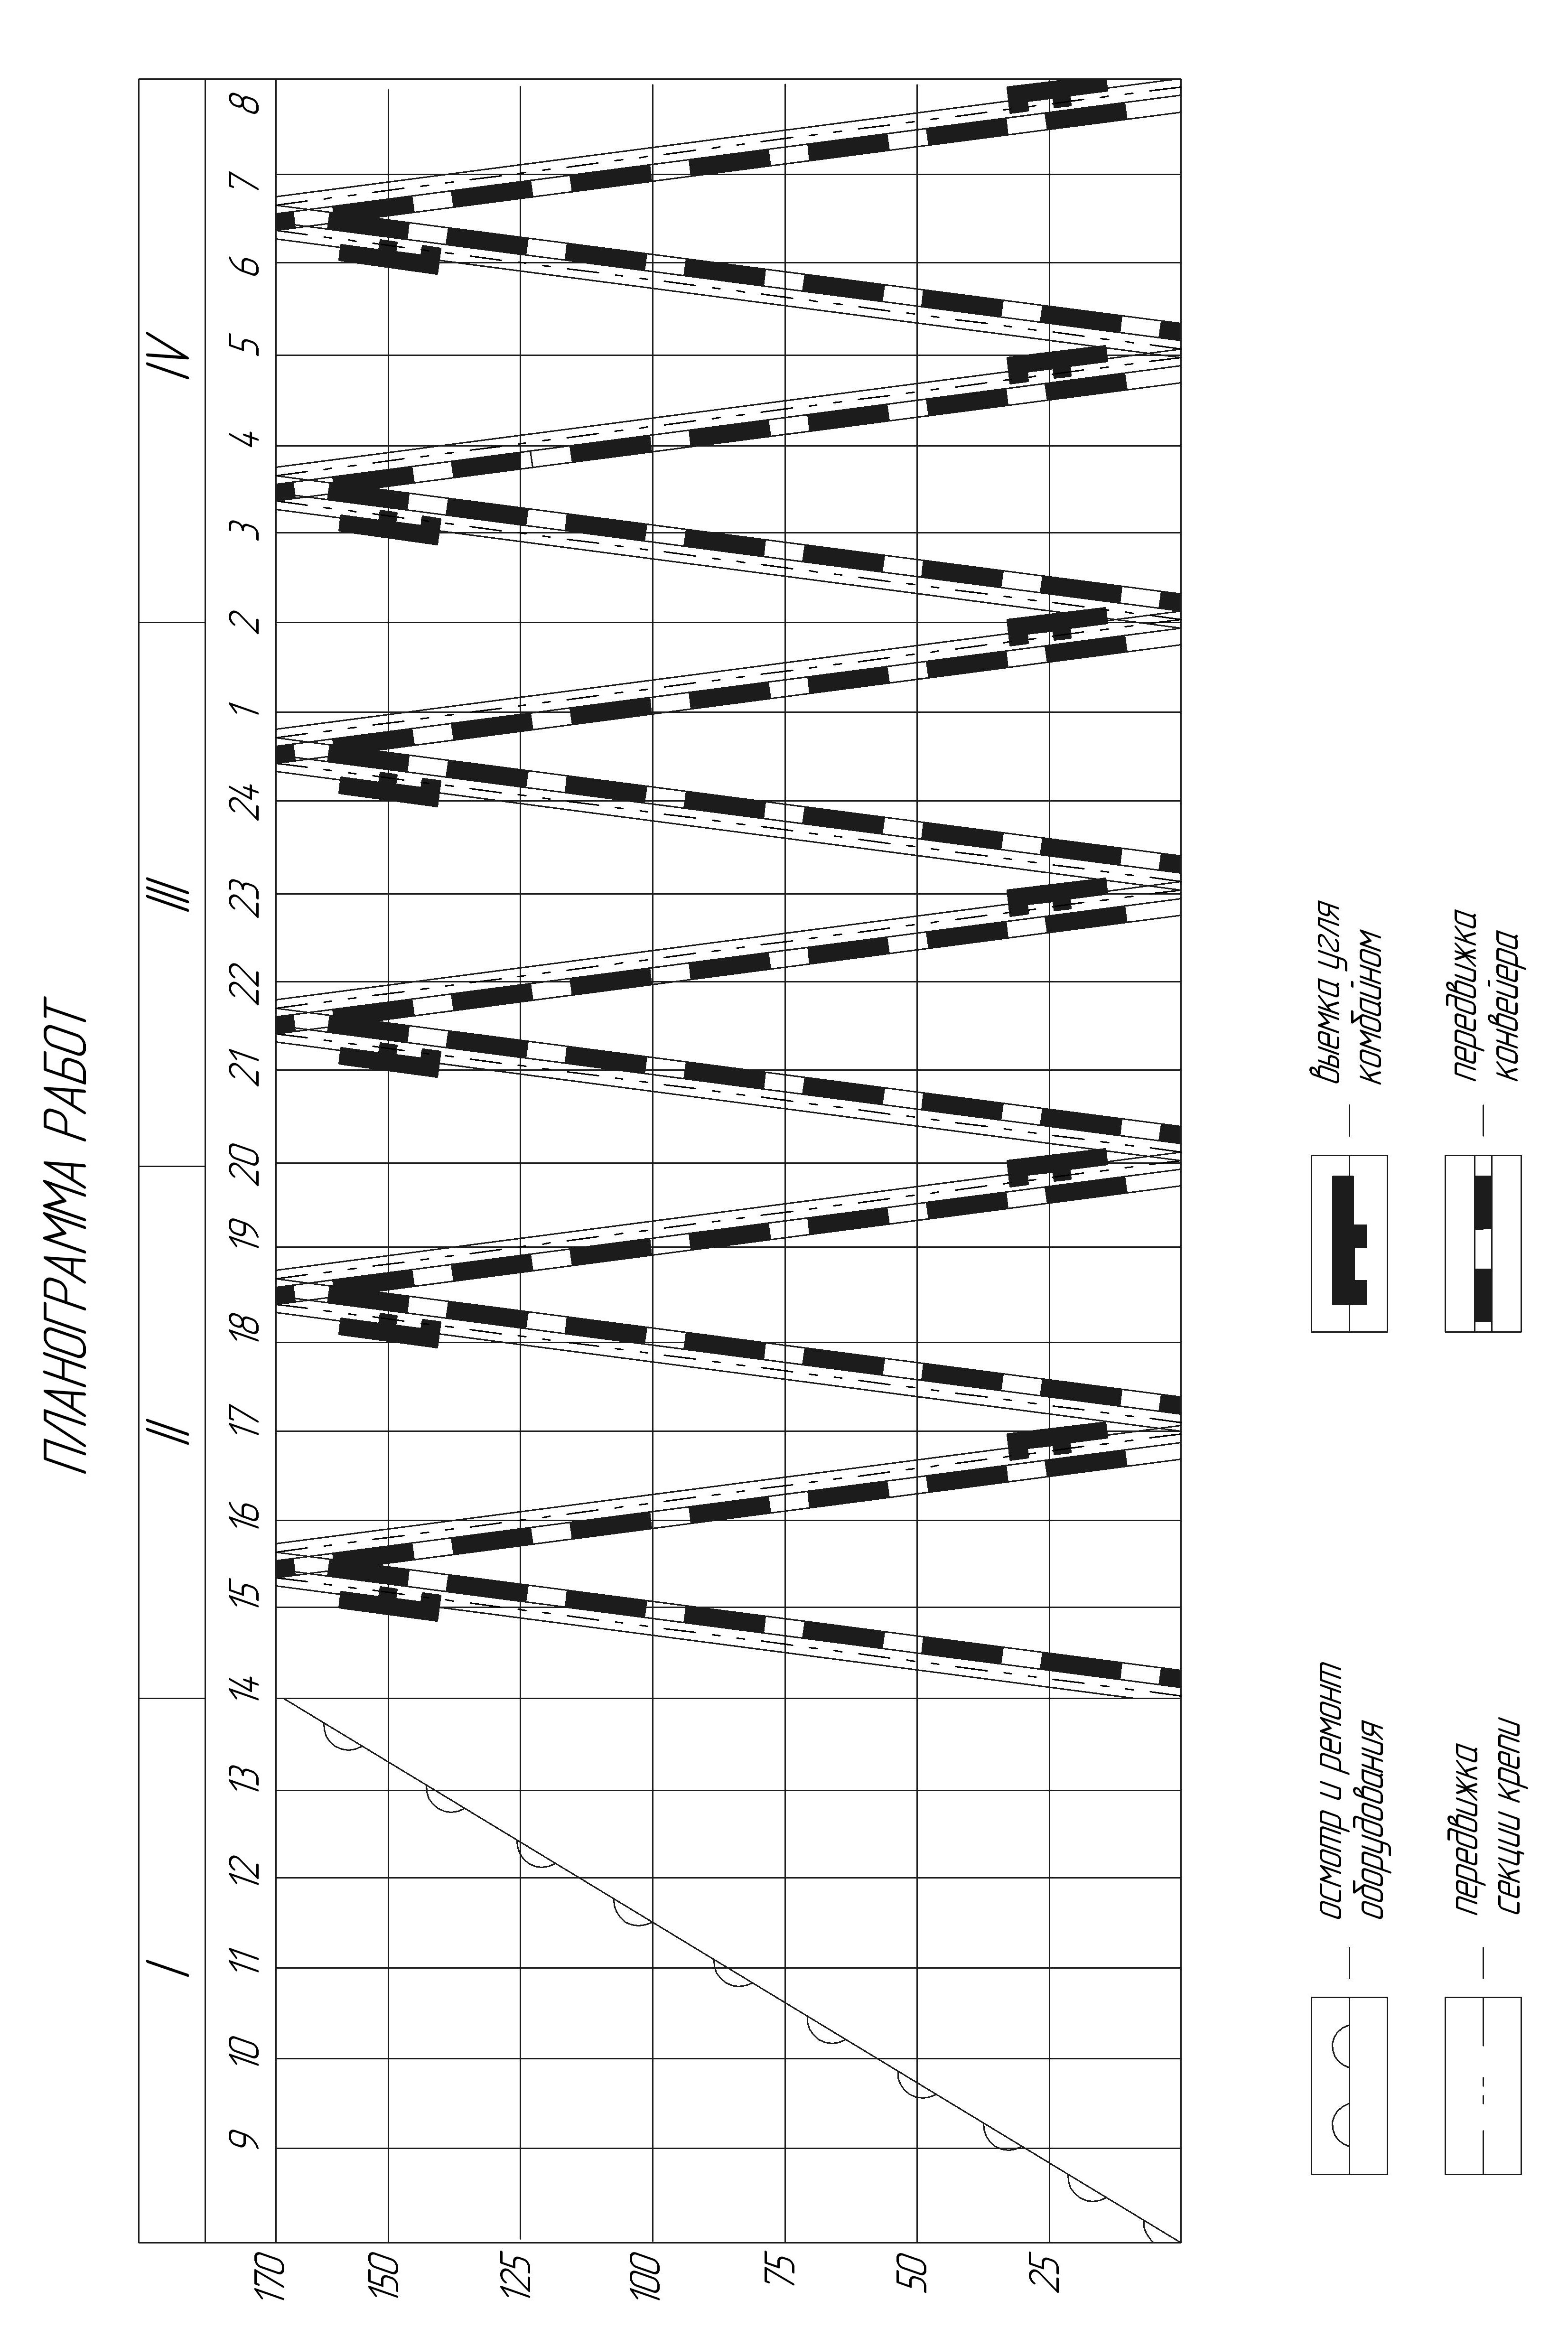 ПЛАНОГРАММА РАБОТ
I II III IV
9 10 11 12 13 14 15 16 17 18 19 20 21 22 23 24 1 2 3 4 5 6 7 8
170
150
125
100
75
50
25
осмотр и ремонт
оборудования
выемка угля
комбайном
передвижка
секции крепи
передвижка
конвейера